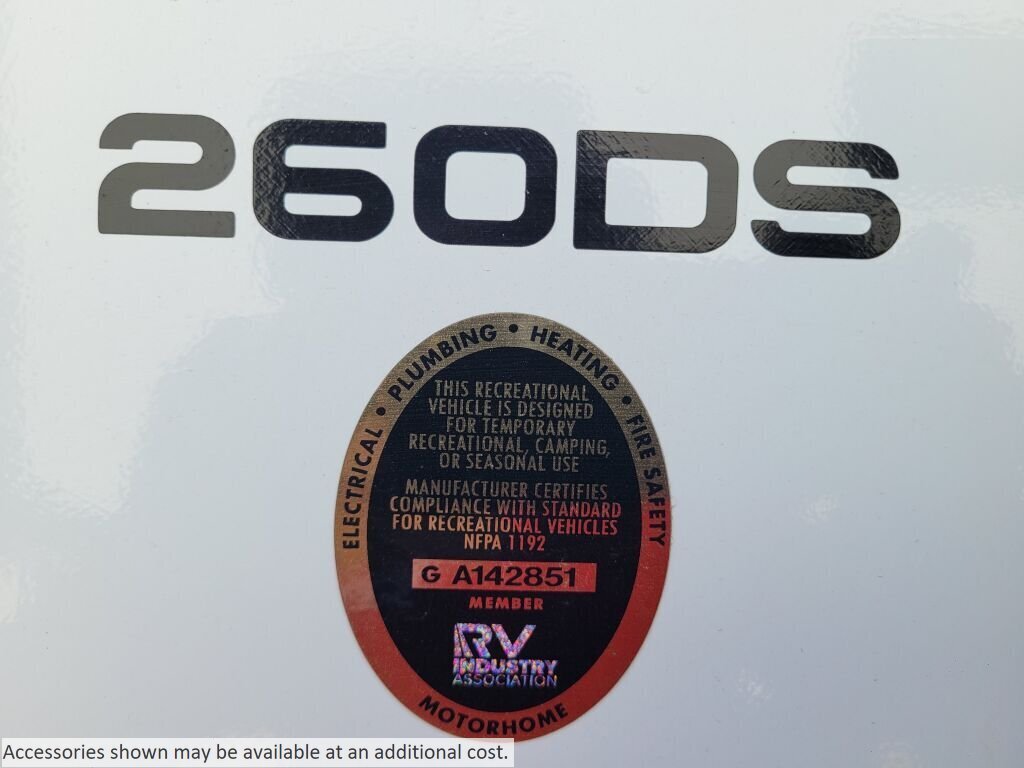 260DS
ELECTRICAL • PLUMBING • HEATING • FIRE SAFETY
THIS RECREATIONAL
VEHICLE IS DESIGNED
FOR TEMPORARY
RECREATIONAL, CAMPING,
OR SEASONAL USE
MANUFACTURER CERTIFIES
COMPLIANCE WITH STANDARD
FOR RECREATIONAL VEHICLES
NFPA 1192
G A142851
MEMBER
RV
INDUSTRY
ASSOCIATION
MOTORHOME
Accessories shown may be available at an additional cost.